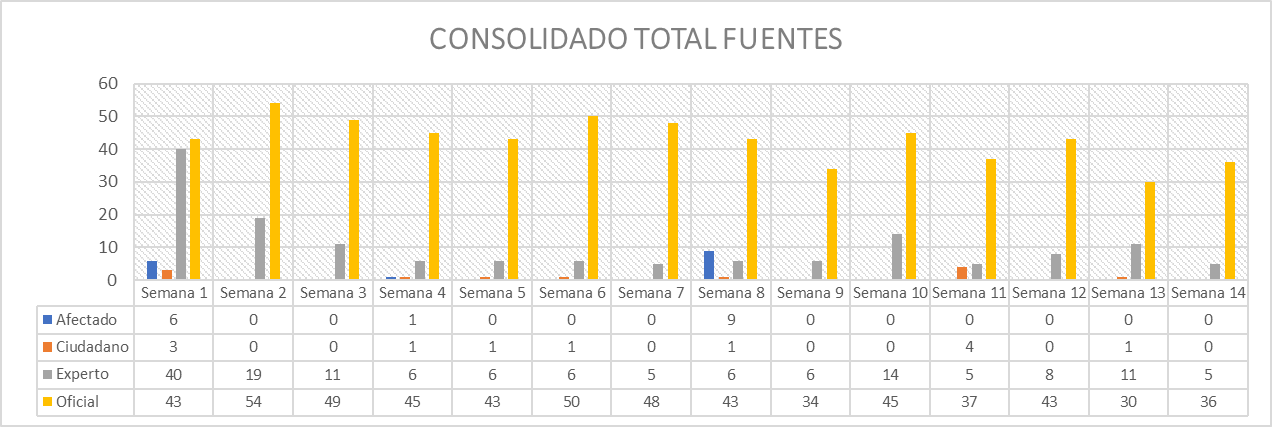 CONSOLIDADO TOTAL FUENTES
60
50
40
30
20
10
0
Semana 1 Semana 2 Semana 3 Semana 4 Semana 5 Semana 6 Semana 7 Semana 8 Semana 9 Semana 10 Semana 11 Semana 12 Semana 13 Semana 14
Afectado 6 0 0 1 0 0 0 9 0 0 0 0 0 0
Ciudadano 3 0 0 1 1 1 0 1 0 0 4 0 1 0
Experto 40 19 11 6 6 6 5 6 6 14 5 8 11 5
Oficial 43 54 49 45 43 50 48 43 34 45 37 43 30 36